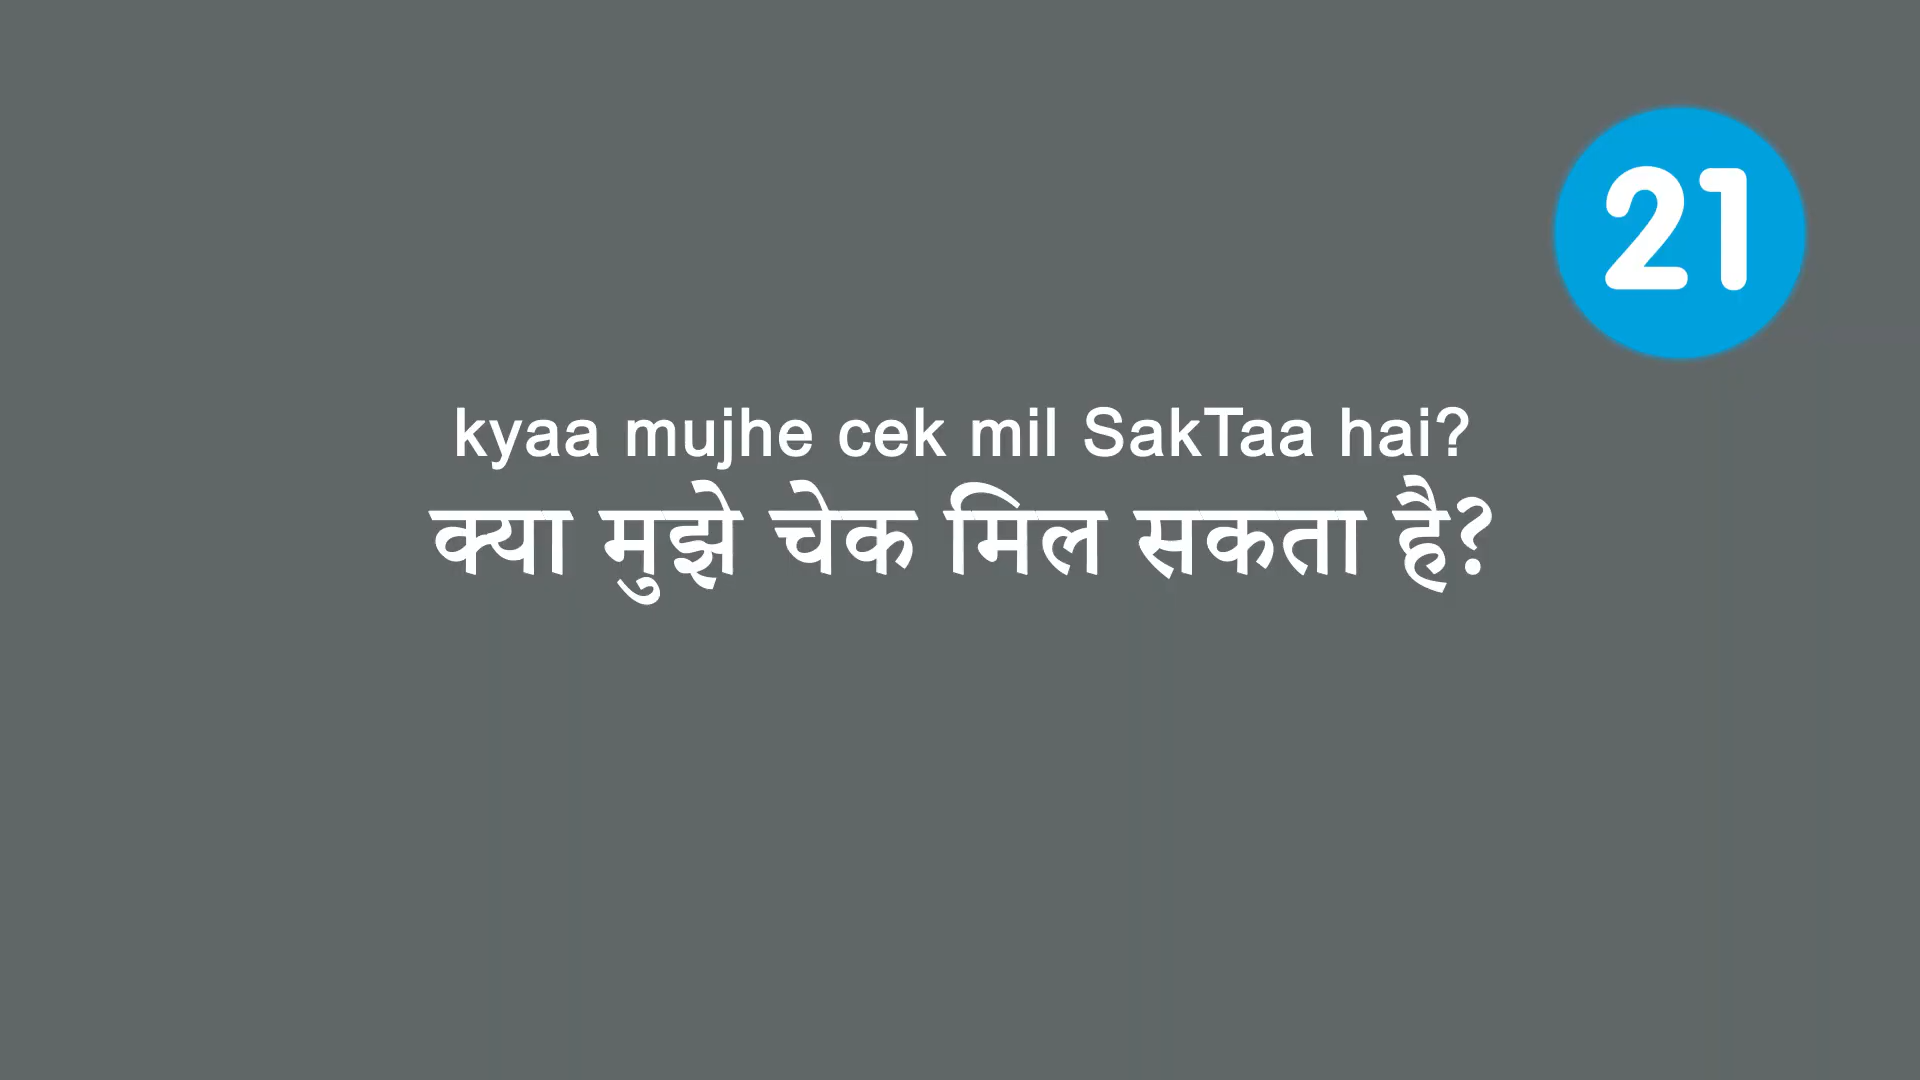 21
kyaa mujhe cek mil SakTaa hai?
क्या मुझे चेक मिल सकता है?